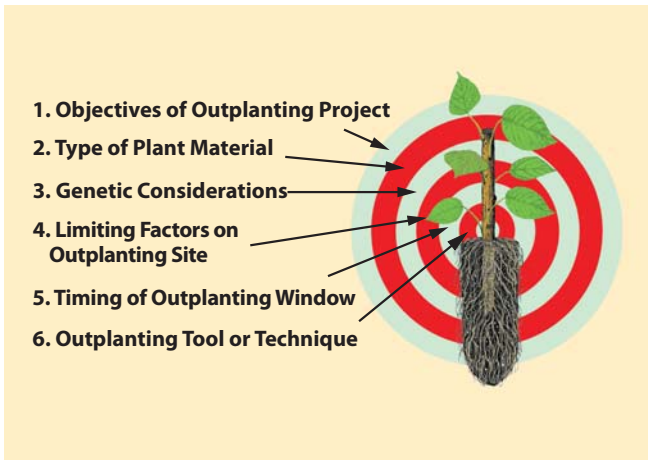 1. Objectives of Outplanting Project
2. Type of Plant Material
3. Genetic Considerations
4. Limiting Factors on
Outplanting Site
5. Timing of Outplanting Window
6. Outplanting Tool or Technique